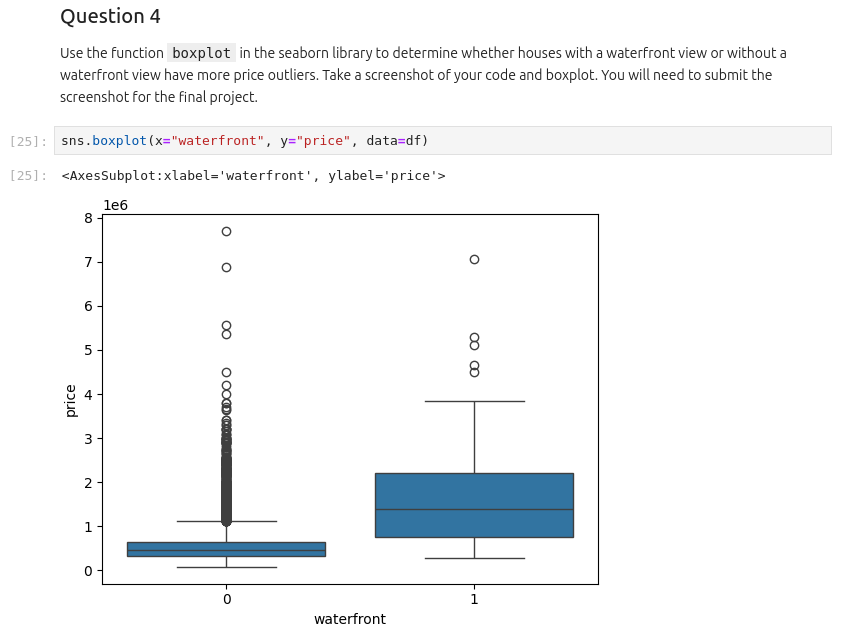 Question 4
Use the function boxplot in the seaborn library to determine whether houses with a waterfront view or without a
waterfront view have more price outliers. Take a screenshot of your code and boxplot. You will need to submit the
screenshot for the final project.
[25]: sns.boxplot(x="waterfront", y="price", data=df)
[25]: <AxesSubplot:xlabel='waterfront', ylabel='price'>
1e6
8
7
6
5
4
3
2
1
0
price
0 1
waterfront